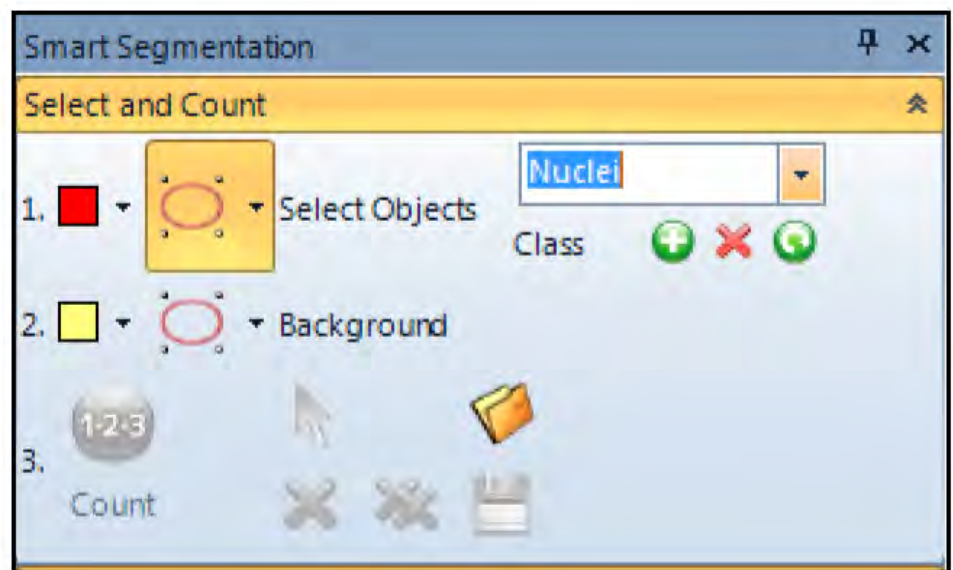 Smart Segmentation
Select and Count
Nuclei
1. Select Objects
Class
2. Background
1-2-3
3.
Count